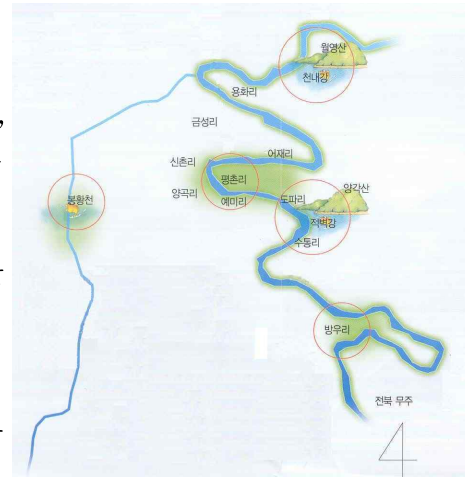 월영산
천내강
용화리
금성리
어재리
신촌리
평촌리
양각산
양곡리
예미리
도파리
봉황천
적벽강
수통리
방우리
전북 무주